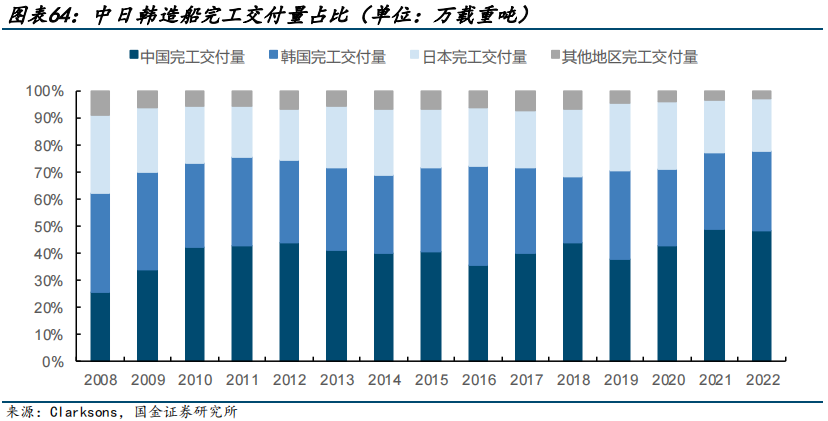 图表64：中日韩造船完工交付量占比（单位：万载重吨）
中国完工交付量 韩国完工交付量 日本完工交付量 其他地区完工交付量
100%
90%
80%
70%
60%
50%
40%
30%
20%
10%
0%
2008 2009 2010 2011 2012 2013 2014 2015 2016 2017 2018 2019 2020 2021 2022
来源：Clarksons，国金证券研究所